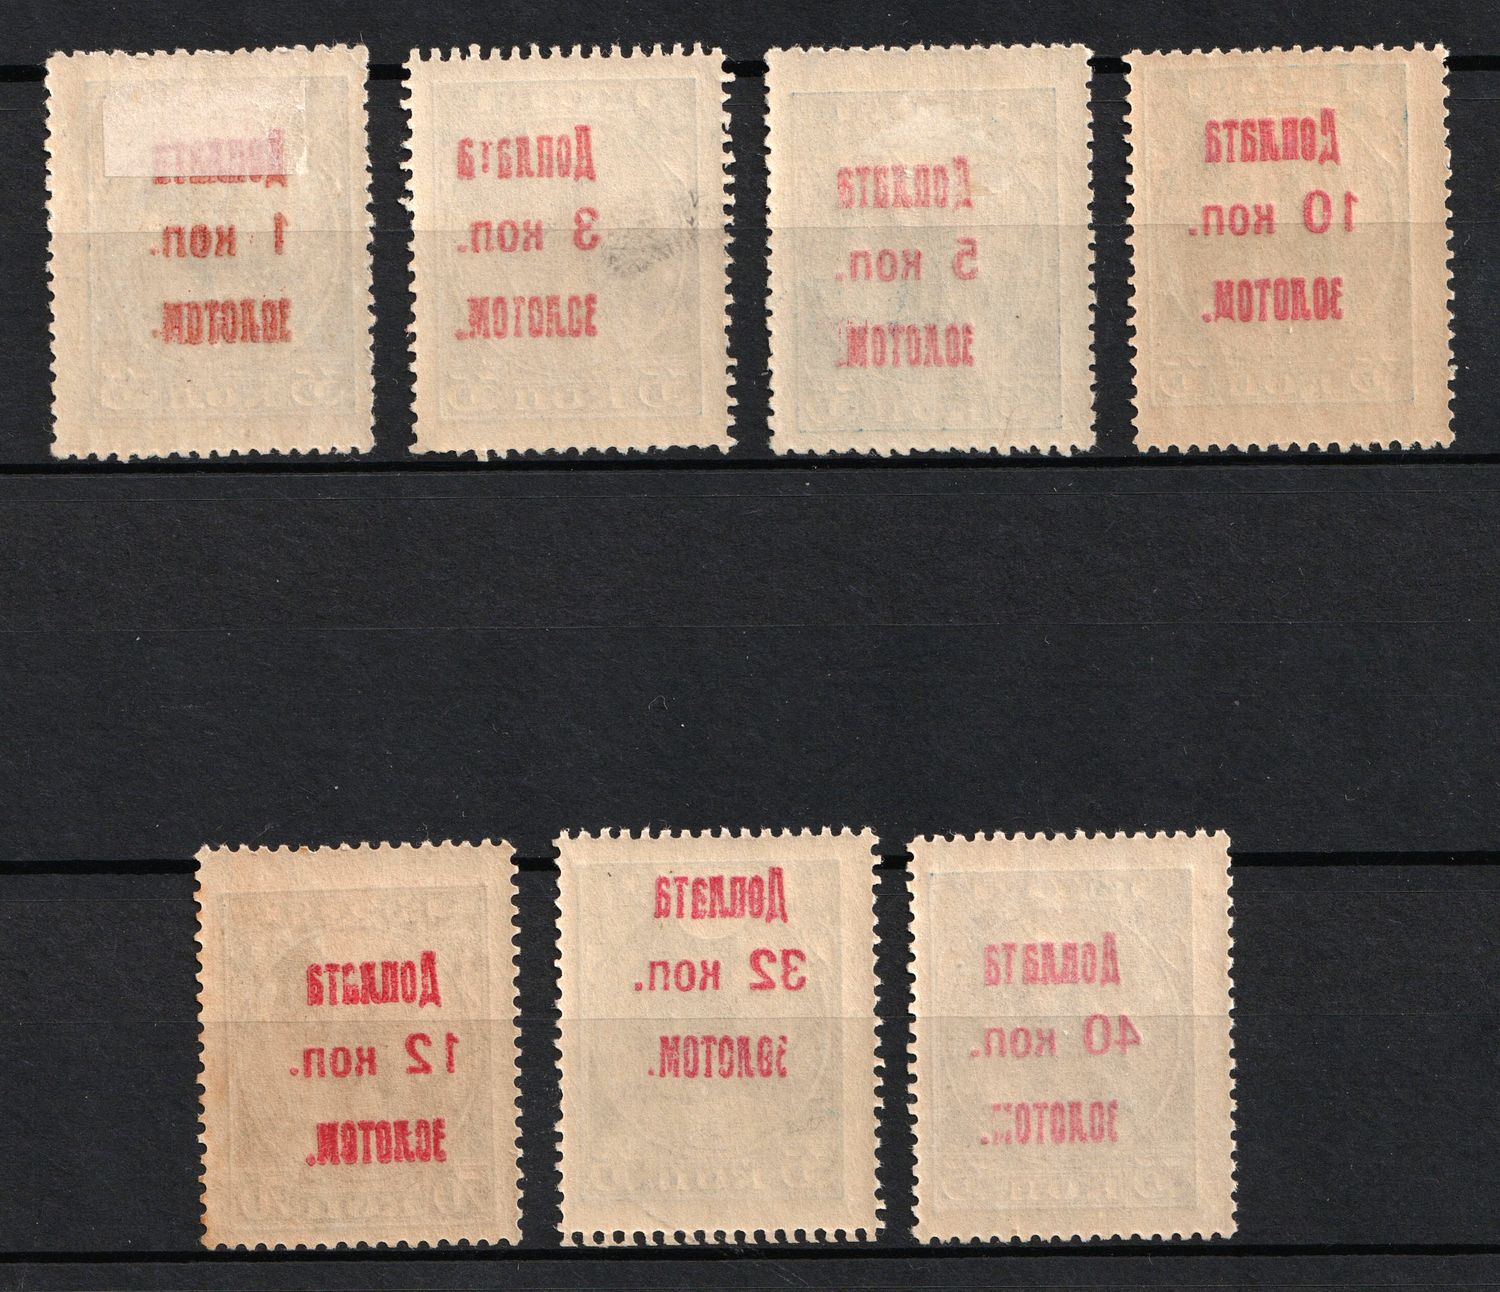 Доплата
1 коп.
золотом.
Доплата
3 коп.
золотом.
Доплата
5 коп.
золотом.
Доплата
10 коп.
золотом.
Доплата
12 коп.
золотом.
Доплата
32 коп.
золотом.
Доплата
40 коп.
золотом.